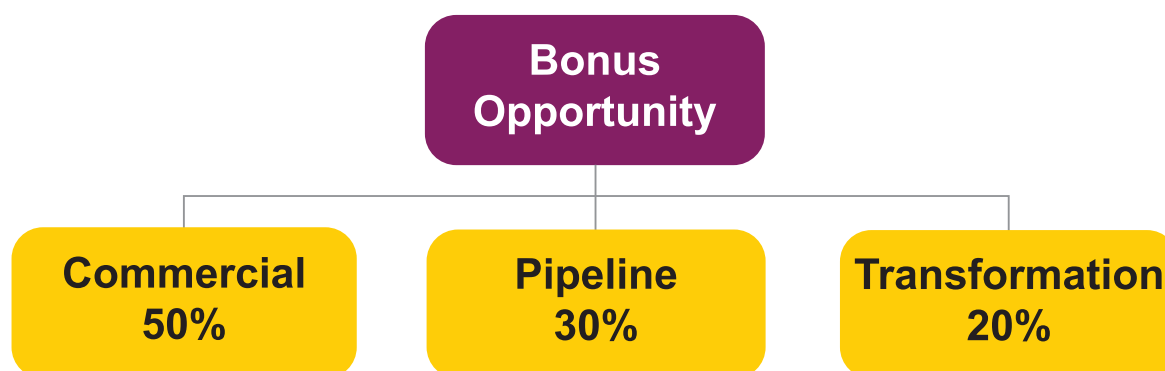 Bonus
Opportunity
Commercial
50%
Pipeline
30%
Transformation
20%